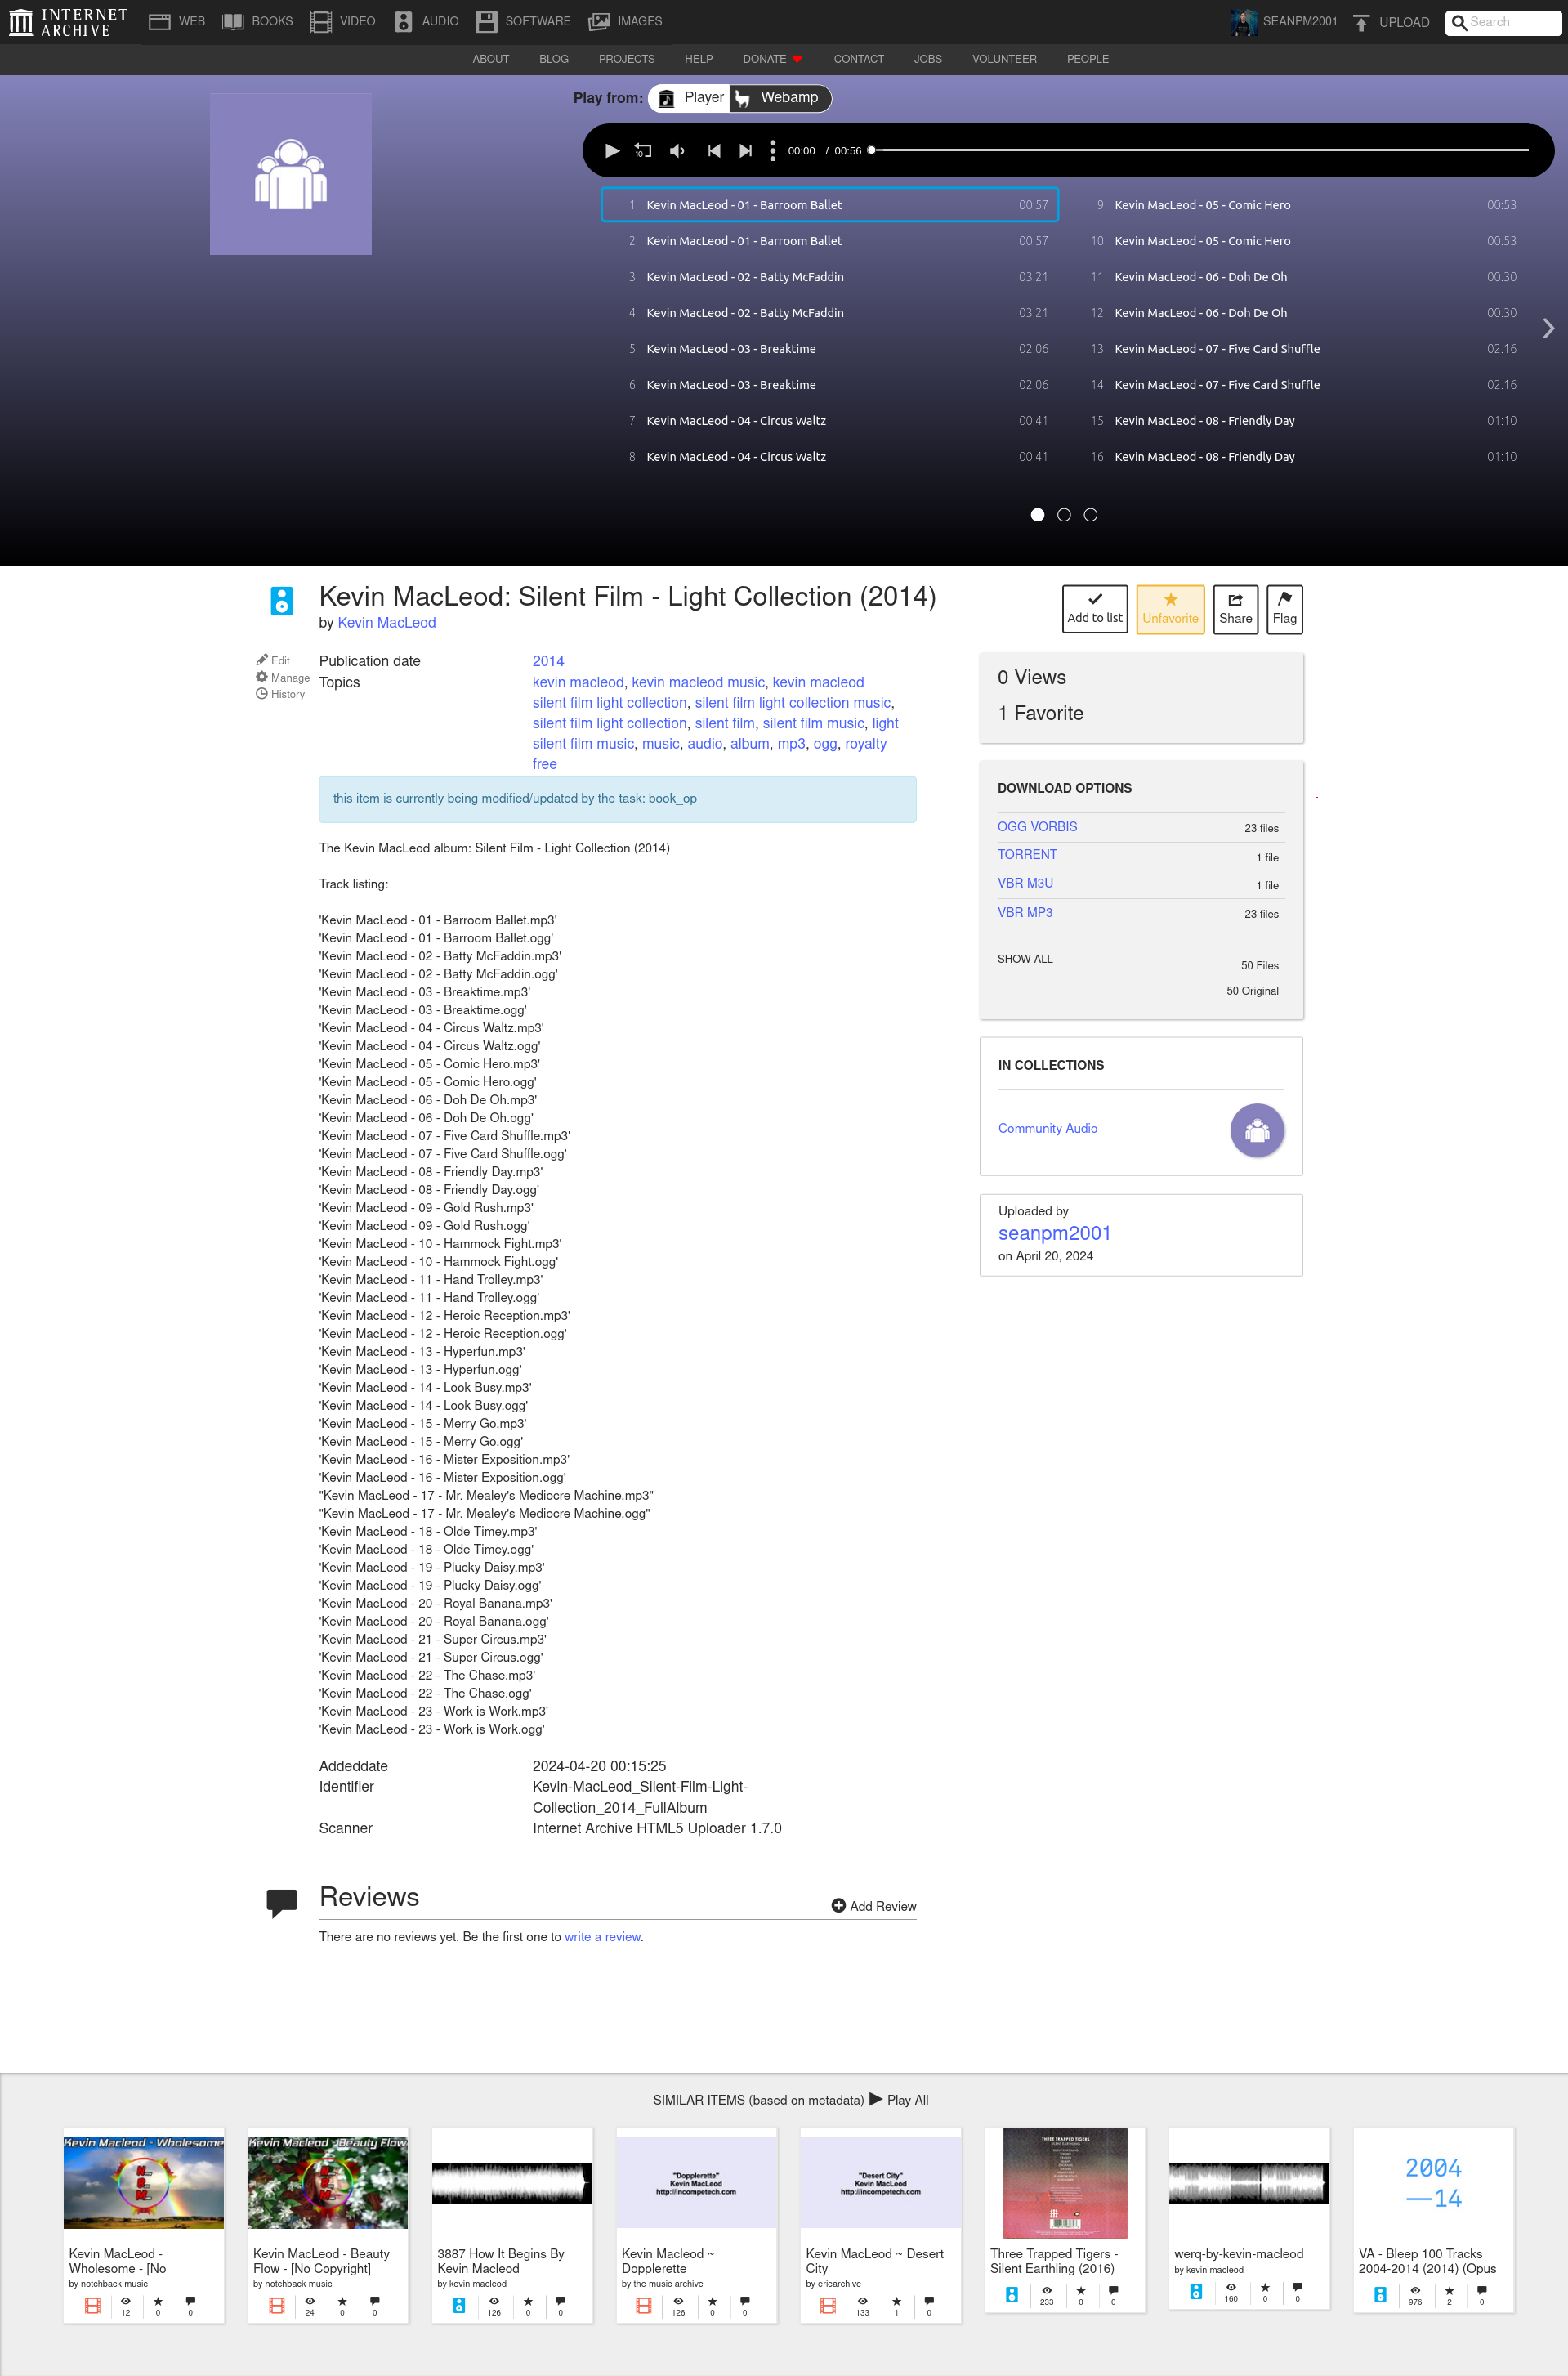 INTERNET ARCHIVE
WEB BOOKS VIDEO AUDIO SOFTWARE IMAGES SEANPM2001 UPLOAD Search
ABOUT BLOG PROJECTS HELP DONATE CONTACT JOBS VOLUNTEER PEOPLE
Play from: Player Webamp
10 00:00 / 00:56
1 Kevin MacLeod - 01 - Barroom Ballet 00:57
2 Kevin MacLeod - 01 - Barroom Ballet 00:57
3 Kevin MacLeod - 02 - Batty McFaddin 03:21
4 Kevin MacLeod - 02 - Batty McFaddin 03:21
5 Kevin MacLeod - 03 - Breaktime 02:06
6 Kevin MacLeod - 03 - Breaktime 02:06
7 Kevin MacLeod - 04 - Circus Waltz 00:41
8 Kevin MacLeod - 04 - Circus Waltz 00:41
9 Kevin MacLeod - 05 - Comic Hero 00:53
10 Kevin MacLeod - 05 - Comic Hero 00:53
11 Kevin MacLeod - 06 - Doh De Oh 00:30
12 Kevin MacLeod - 06 - Doh De Oh 00:30
13 Kevin MacLeod - 07 - Five Card Shuffle 02:16
14 Kevin MacLeod - 07 - Five Card Shuffle 02:16
15 Kevin MacLeod - 08 - Friendly Day 01:10
16 Kevin MacLeod - 08 - Friendly Day 01:10
Kevin MacLeod: Silent Film - Light Collection (2014)
by Kevin MacLeod
Add to list Unfavorite Share Flag
Edit
Manage
History
Publication date 2014
Topics kevin macleod, kevin macleod music, kevin macleod
silent film light collection, silent film light collection music,
silent film light collection, silent film, silent film music, light
silent film music, music, audio, album, mp3, ogg, royalty
free
this item is currently being modified/updated by the task: book_op
The Kevin MacLeod album: Silent Film - Light Collection (2014)
Track listing:
'Kevin MacLeod - 01 - Barroom Ballet.mp3'
'Kevin MacLeod - 01 - Barroom Ballet.ogg'
'Kevin MacLeod - 02 - Batty McFaddin.mp3'
'Kevin MacLeod - 02 - Batty McFaddin.ogg'
'Kevin MacLeod - 03 - Breaktime.mp3'
'Kevin MacLeod - 03 - Breaktime.ogg'
'Kevin MacLeod - 04 - Circus Waltz.mp3'
'Kevin MacLeod - 04 - Circus Waltz.ogg'
'Kevin MacLeod - 05 - Comic Hero.mp3'
'Kevin MacLeod - 05 - Comic Hero.ogg'
'Kevin MacLeod - 06 - Doh De Oh.mp3'
'Kevin MacLeod - 06 - Doh De Oh.ogg'
'Kevin MacLeod - 07 - Five Card Shuffle.mp3'
'Kevin MacLeod - 07 - Five Card Shuffle.ogg'
'Kevin MacLeod - 08 - Friendly Day.mp3'
'Kevin MacLeod - 08 - Friendly Day.ogg'
'Kevin MacLeod - 09 - Gold Rush.mp3'
'Kevin MacLeod - 09 - Gold Rush.ogg'
'Kevin MacLeod - 10 - Hammock Fight.mp3'
'Kevin MacLeod - 10 - Hammock Fight.ogg'
'Kevin MacLeod - 11 - Hand Trolley.mp3'
'Kevin MacLeod - 11 - Hand Trolley.ogg'
'Kevin MacLeod - 12 - Heroic Reception.mp3'
'Kevin MacLeod - 12 - Heroic Reception.ogg'
'Kevin MacLeod - 13 - Hyperfun.mp3'
'Kevin MacLeod - 13 - Hyperfun.ogg'
'Kevin MacLeod - 14 - Look Busy.mp3'
'Kevin MacLeod - 14 - Look Busy.ogg'
'Kevin MacLeod - 15 - Merry Go.mp3'
'Kevin MacLeod - 15 - Merry Go.ogg'
'Kevin MacLeod - 16 - Mister Exposition.mp3'
'Kevin MacLeod - 16 - Mister Exposition.ogg'
"Kevin MacLeod - 17 - Mr. Mealey's Mediocre Machine.mp3"
"Kevin MacLeod - 17 - Mr. Mealey's Mediocre Machine.ogg"
'Kevin MacLeod - 18 - Olde Timey.mp3'
'Kevin MacLeod - 18 - Olde Timey.ogg'
'Kevin MacLeod - 19 - Plucky Daisy.mp3'
'Kevin MacLeod - 19 - Plucky Daisy.ogg'
'Kevin MacLeod - 20 - Royal Banana.mp3'
'Kevin MacLeod - 20 - Royal Banana.ogg'
'Kevin MacLeod - 21 - Super Circus.mp3'
'Kevin MacLeod - 21 - Super Circus.ogg'
'Kevin MacLeod - 22 - The Chase.mp3'
'Kevin MacLeod - 22 - The Chase.ogg'
'Kevin MacLeod - 23 - Work is Work.mp3'
'Kevin MacLeod - 23 - Work is Work.ogg'
Addeddate 2024-04-20 00:15:25
Identifier Kevin-MacLeod_Silent-Film-Light-
Collection_2014_FullAlbum
Scanner Internet Archive HTML5 Uploader 1.7.0
0 Views
1 Favorite
DOWNLOAD OPTIONS
OGG VORBIS 23 files
TORRENT 1 file
VBR M3U 1 file
VBR MP3 23 files
SHOW ALL 50 Files
50 Original
IN COLLECTIONS
Community Audio
Uploaded by
seanpm2001
on April 20, 2024
Reviews
Add Review
There are no reviews yet. Be the first one to write a review.
SIMILAR ITEMS (based on metadata) Play All
Kevin Macleod - Wholesome
Kevin MacLeod -
Wholesome - [No
by notchback music
12 0 0
Kevin Macleod - Beauty Flow
Kevin MacLeod - Beauty
Flow - [No Copyright]
by notchback music
24 0 0
3887 How It Begins By
Kevin Macleod
by kevin macleod
126 0 0
"Dopplerette"
Kevin MacLeod
http://incompetech.com
Kevin Macleod ~
Dopplerette
by the music archive
126 0 0
"Desert City"
Kevin MacLeod
http://incompetech.com
Kevin MacLeod ~ Desert
City
by ericarchive
133 1 0
THREE TRAPPED TIGERS
Three Trapped Tigers -
Silent Earthling (2016)
233 0 0
werq-by-kevin-macleod
by kevin macleod
160 0 0
2004
—14
VA - Bleep 100 Tracks
2004-2014 (2014) (Opus
976 2 0